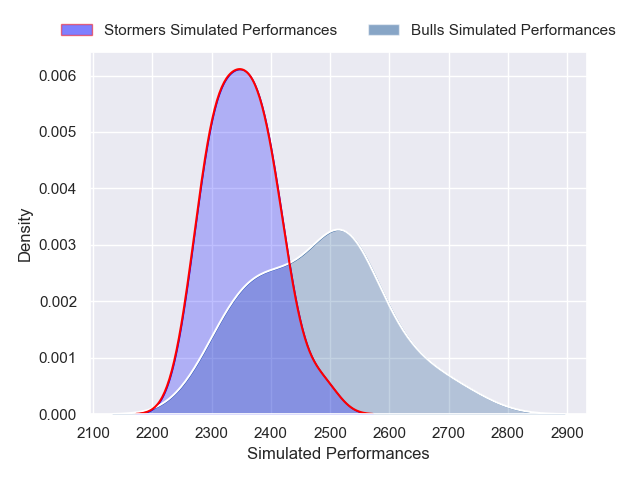 Stormers Simulated Performances Bulls Simulated Performances
0.006
0.005
0.004
0.003
0.002
0.001
0.000
Density
2100 2200 2300 2400 2500 2600 2700 2800 2900
Simulated Performances